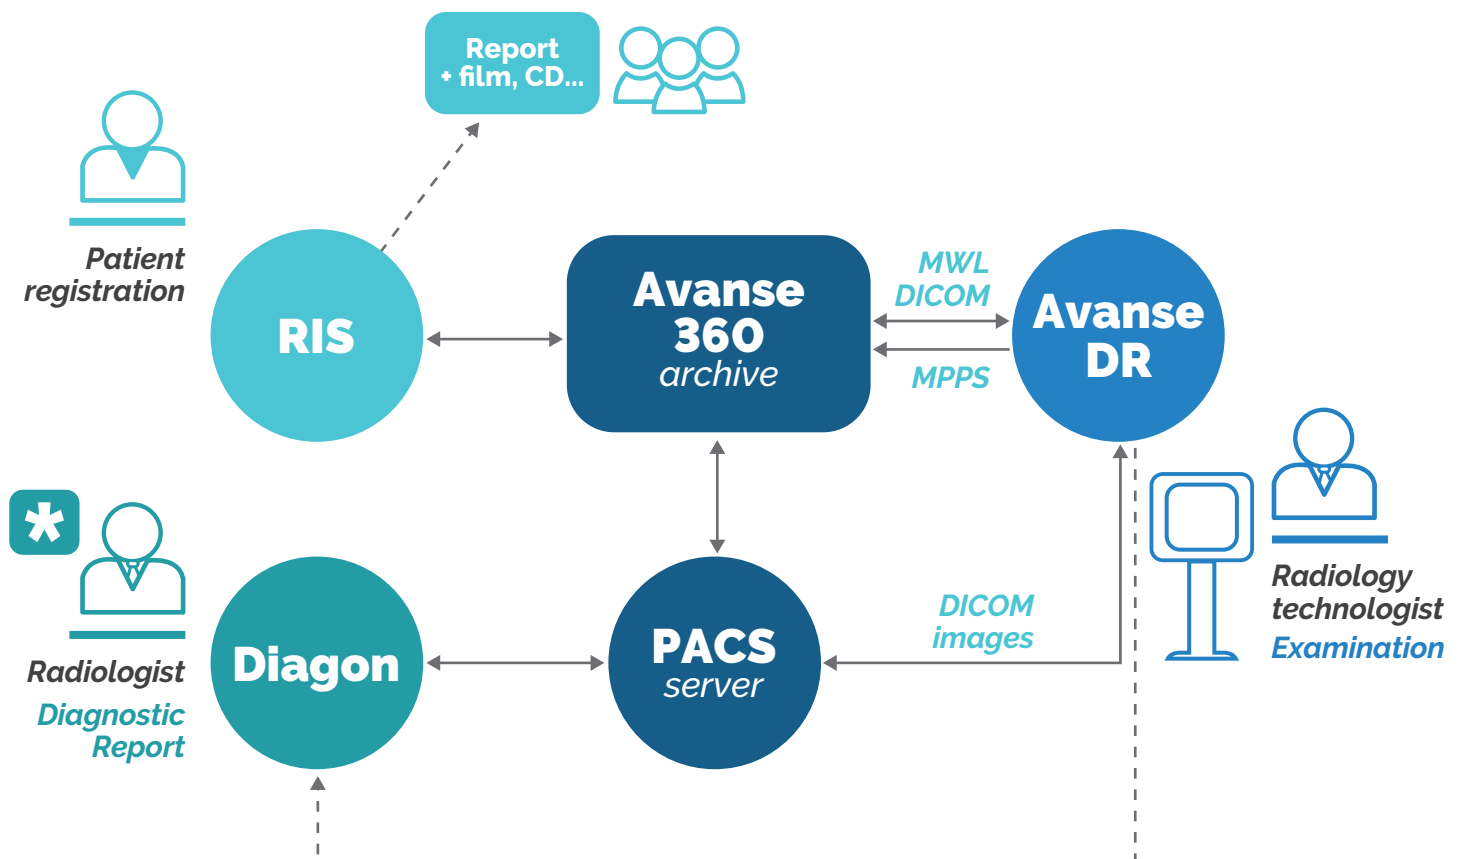 Report
+ film, CD...
Patient
registration
RIS
Avanse
360
archive
MWL
DICOM
MPPS
Avanse
DR
Radiologist
Diagnostic
Report
*
Diagon
PACS
server
DICOM
images
Radiology
technologist
Examination